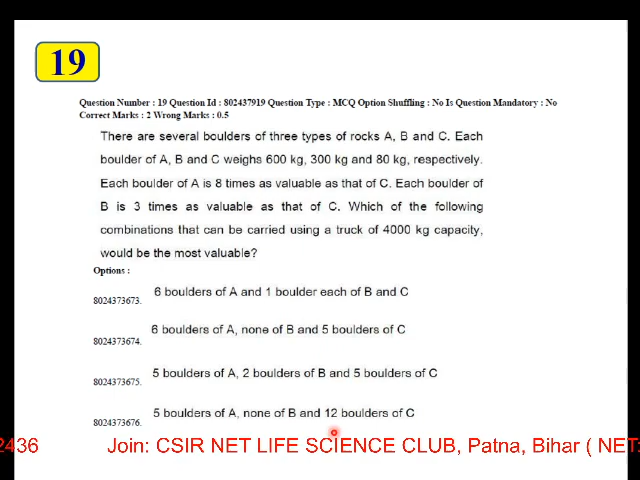 19
Question Number : 19 Question Id : 802437919 Question Type : MCQ Option Shuffling : No Is Question Mandatory : No
Correct Marks : 2 Wrong Marks : 0.5
There are several boulders of three types of rocks A, B and C. Each
boulder of A, B and C weighs 600 kg, 300 kg and 80 kg, respectively.
Each boulder of A is 8 times as valuable as that of C. Each boulder of
B is 3 times as valuable as that of C. Which of the following
combinations that can be carried using a truck of 4000 kg capacity,
would be the most valuable?
Options :
8024373673. 6 boulders of A and 1 boulder each of B and C
8024373674. 6 boulders of A, none of B and 5 boulders of C
8024373675. 5 boulders of A, 2 boulders of B and 5 boulders of C
8024373676. 5 boulders of A, none of B and 12 boulders of C
2436 Join: CSIR NET LIFE SCIENCE CLUB, Patna, Bihar ( NET: